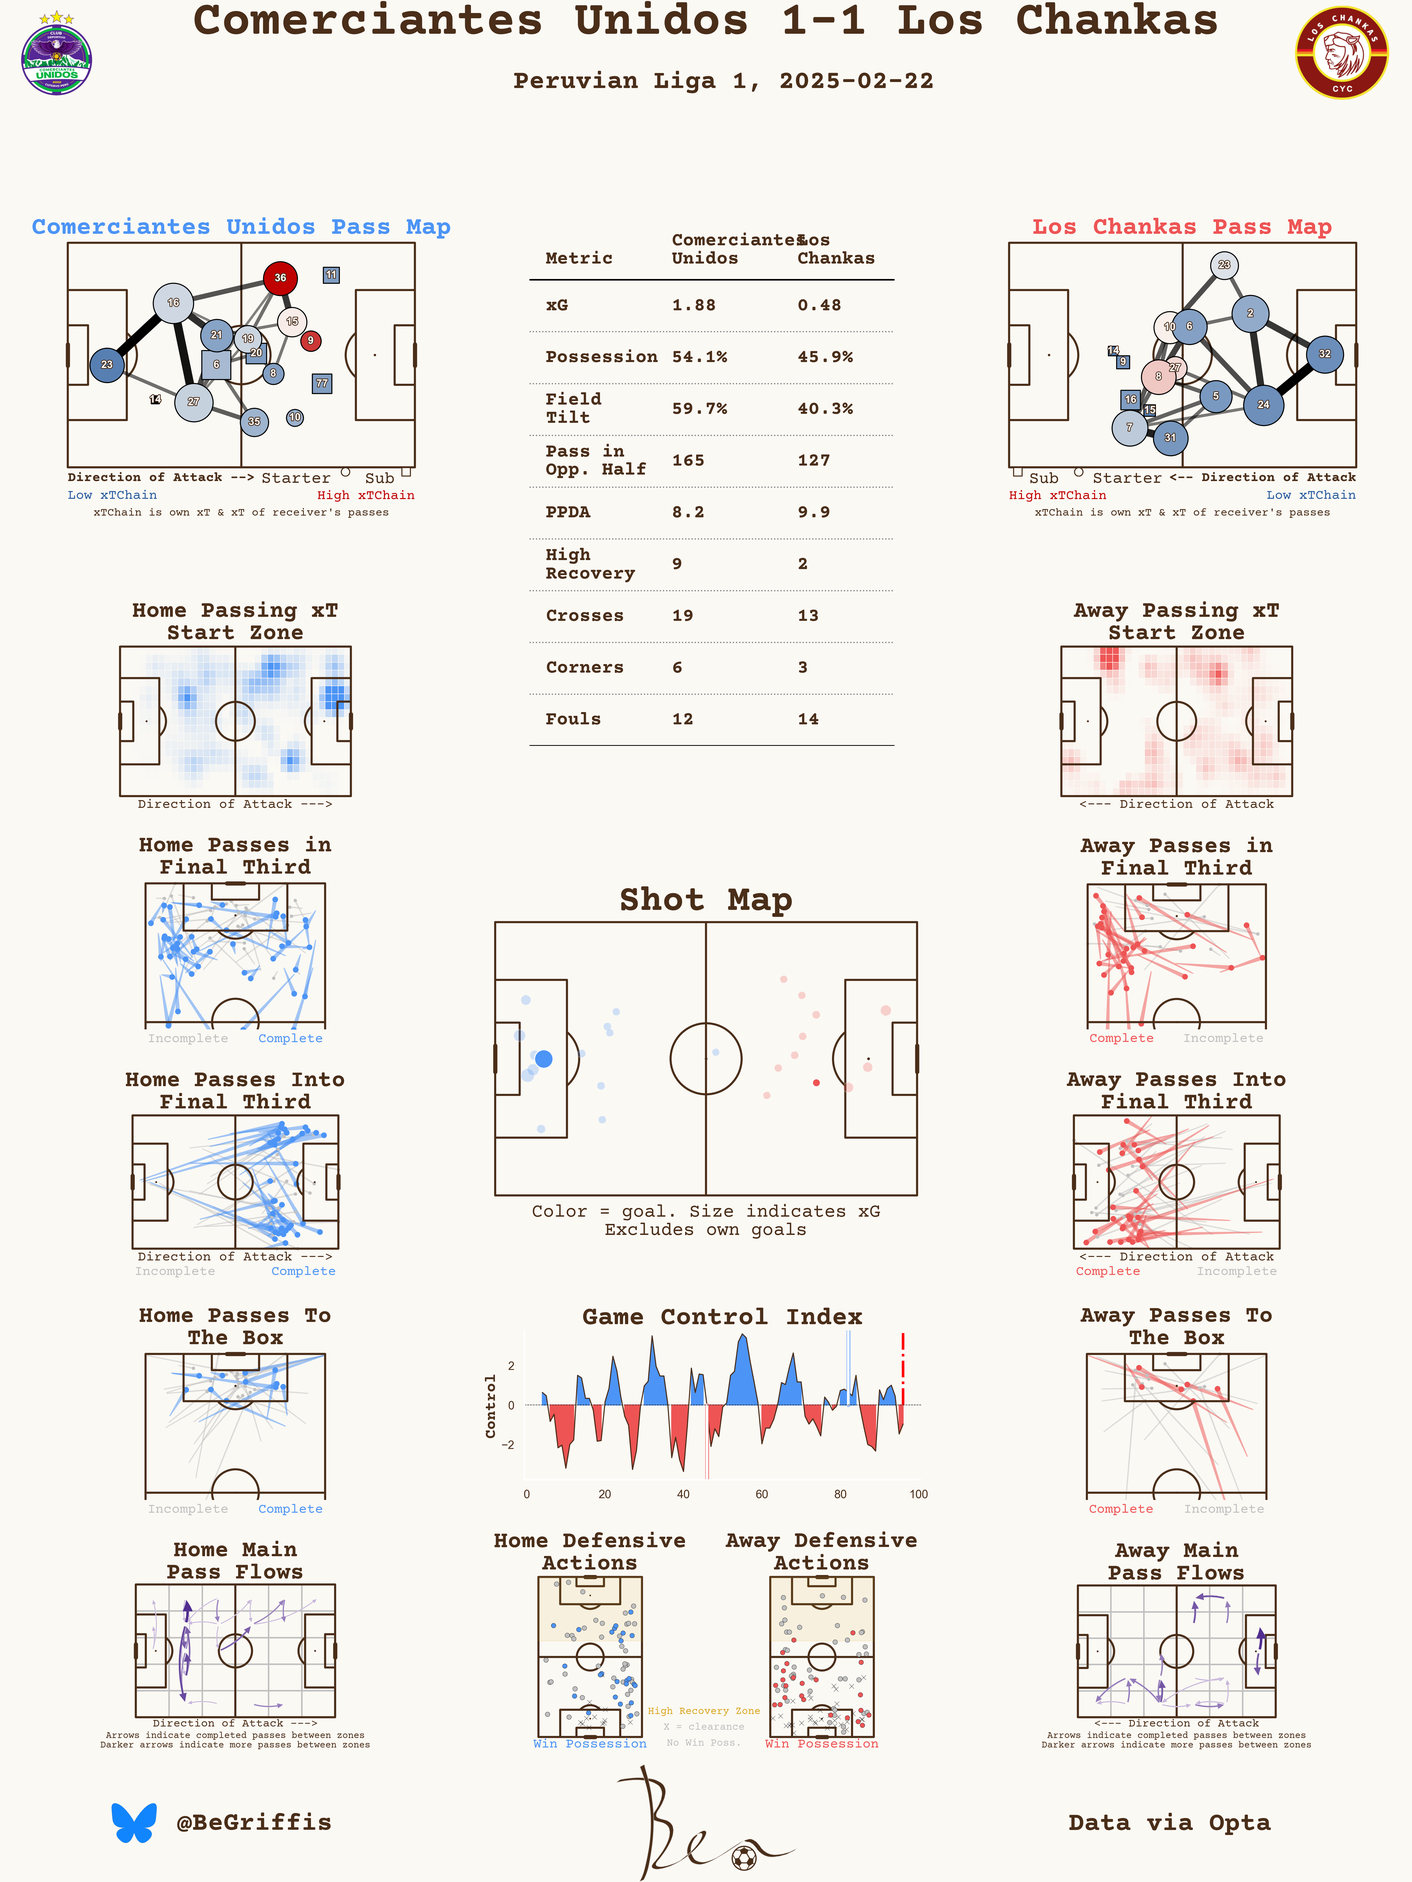 Comerciantes Unidos 1-1 Los Chankas
Peruvian Liga 1, 2025-02-22
CLUB
DEPORTIVO
COMERCIANTES
UNIDOS
LOS CHANKAS
CYC
Comerciantes Unidos Pass Map
36
11
16
15
21
19
9
20
23
6
8
77
14
27
10
35
Direction of Attack --> Starter Sub
Low xTChain High xTChain
xTChain is own xT & xT of receiver's passes
Metric Comerciantes Unidos Los Chankas
xG 1.88 0.48
Possession 54.1% 45.9%
Field Tilt 59.7% 40.3%
Pass in Opp. Half 165 127
PPDA 8.2 9.9
High Recovery 9 2
Crosses 19 13
Corners 6 3
Fouls 12 14
Los Chankas Pass Map
23
2
10
6
14
9
32
27
8
16
5
15
24
7
31
Sub Starter <-- Direction of Attack
High xTChain Low xTChain
xTChain is own xT & xT of receiver's passes
Home Passing xT
Start Zone
Direction of Attack --->
Away Passing xT
Start Zone
<--- Direction of Attack
Home Passes in
Final Third
Incomplete Complete
Away Passes in
Final Third
Complete Incomplete
Shot Map
Color = goal. Size indicates xG
Excludes own goals
Home Passes Into
Final Third
Direction of Attack --->
Incomplete Complete
Away Passes Into
Final Third
<--- Direction of Attack
Complete Incomplete
Home Passes To
The Box
Incomplete Complete
Game Control Index
Control
2
0
−2
0 20 40 60 80 100
Away Passes To
The Box
Complete Incomplete
Home Main
Pass Flows
Direction of Attack --->
Arrows indicate completed passes between zones
Darker arrows indicate more passes between zones
Home Defensive
Actions
Win Possession
High Recovery Zone
X = clearance
No Win Poss.
Away Defensive
Actions
Win Possession
Away Main
Pass Flows
<--- Direction of Attack
Arrows indicate completed passes between zones
Darker arrows indicate more passes between zones
@BeGriffis
Ben
Data via Opta